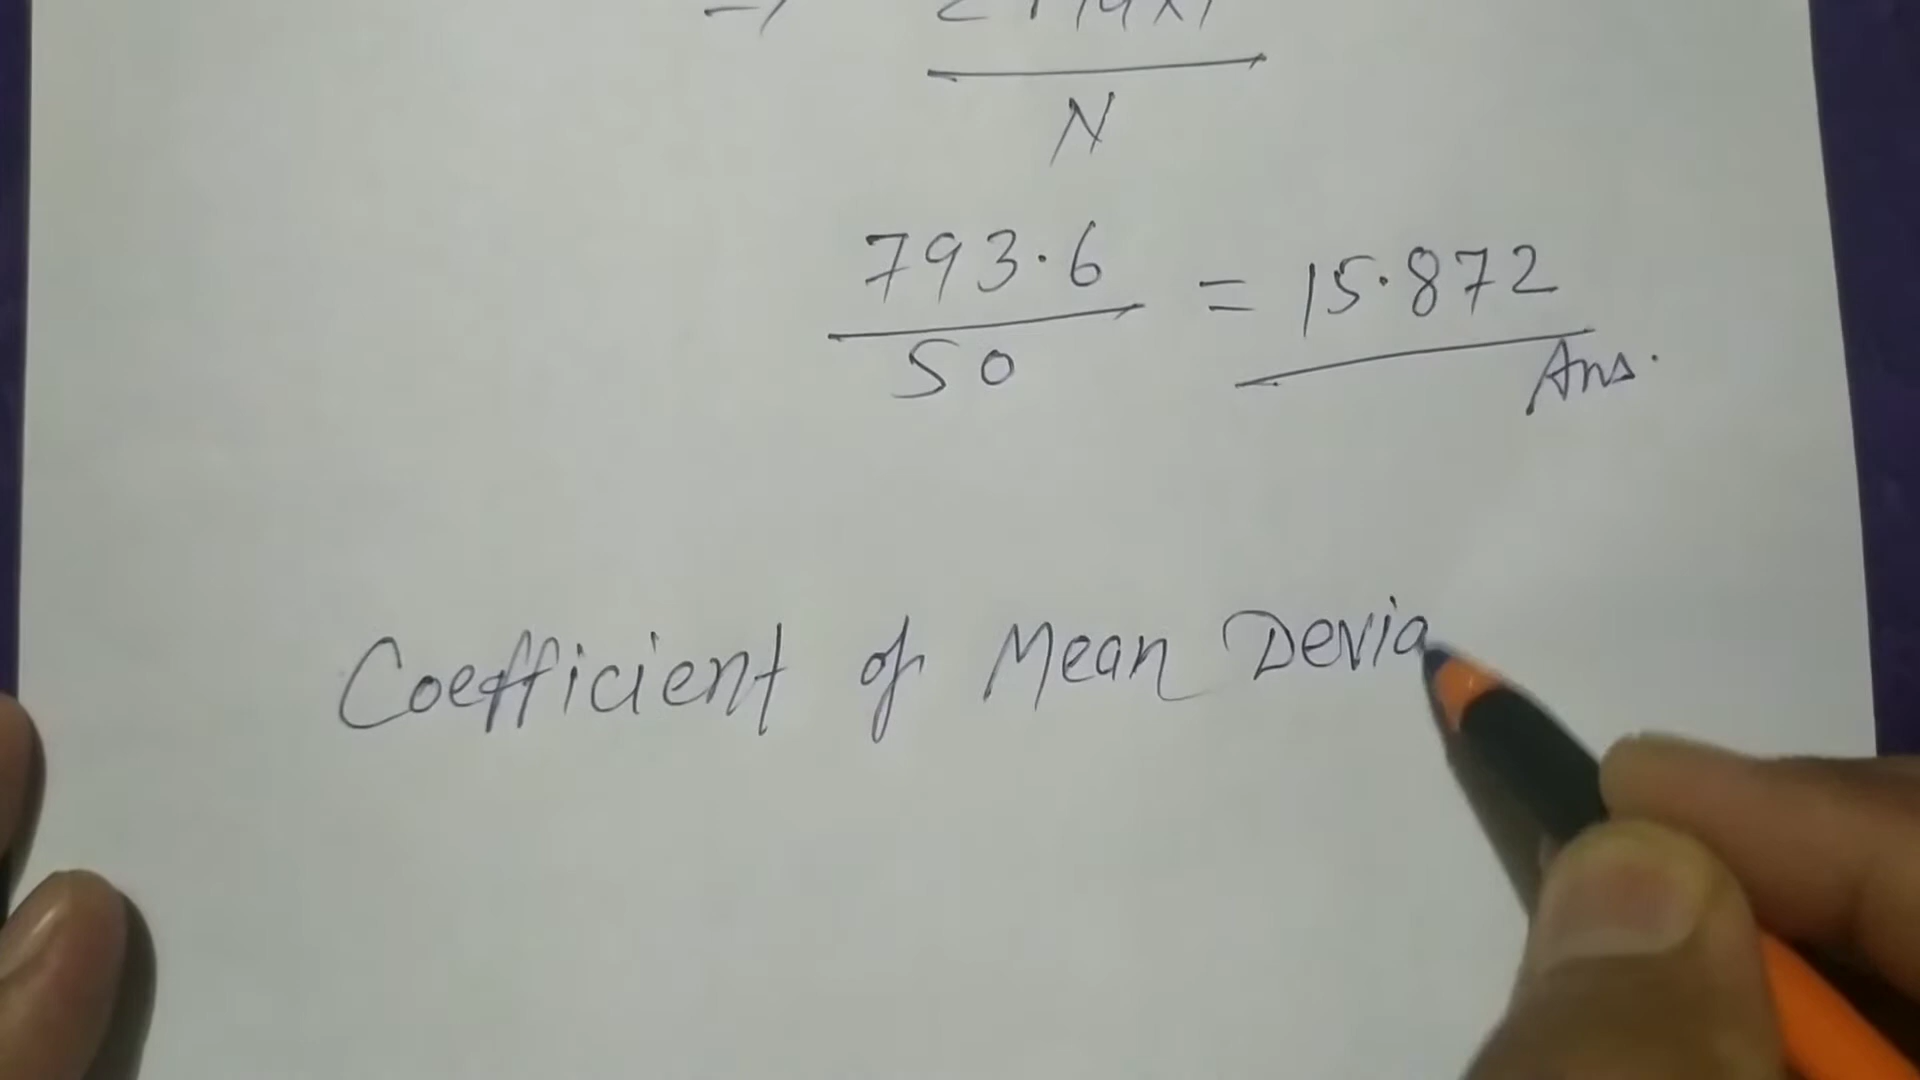 N
793.6
50
= 15.872
Ans.
Coefficient of Mean Devia